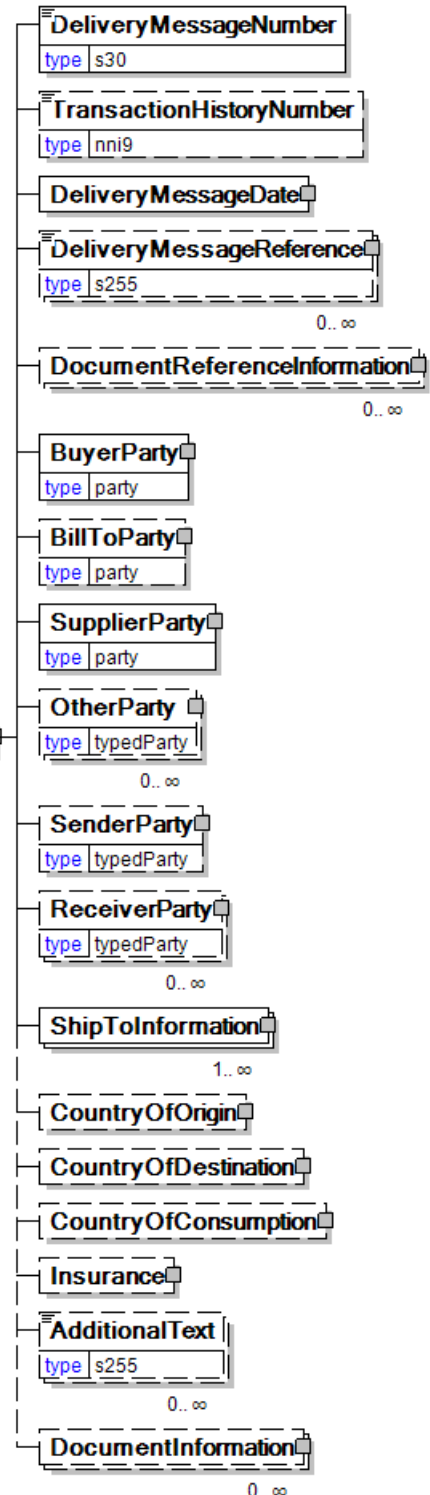 DeliveryMessageNumber
type s30
TransactionHistoryNumber
type nni9
DeliveryMessageDate
DeliveryMessageReference
type s255
0.. ∞
DocumentReferenceInformation
0.. ∞
BuyerParty
type party
BillToParty
type party
SupplierParty
type party
OtherParty
type typedParty
0.. ∞
SenderParty
type typedParty
ReceiverParty
type typedParty
0.. ∞
ShipToInformation
1.. ∞
CountryOfOrigin
CountryOfDestination
CountryOfConsumption
Insurance
AdditionalText
type s255
0.. ∞
DocumentInformation
0.. ∞